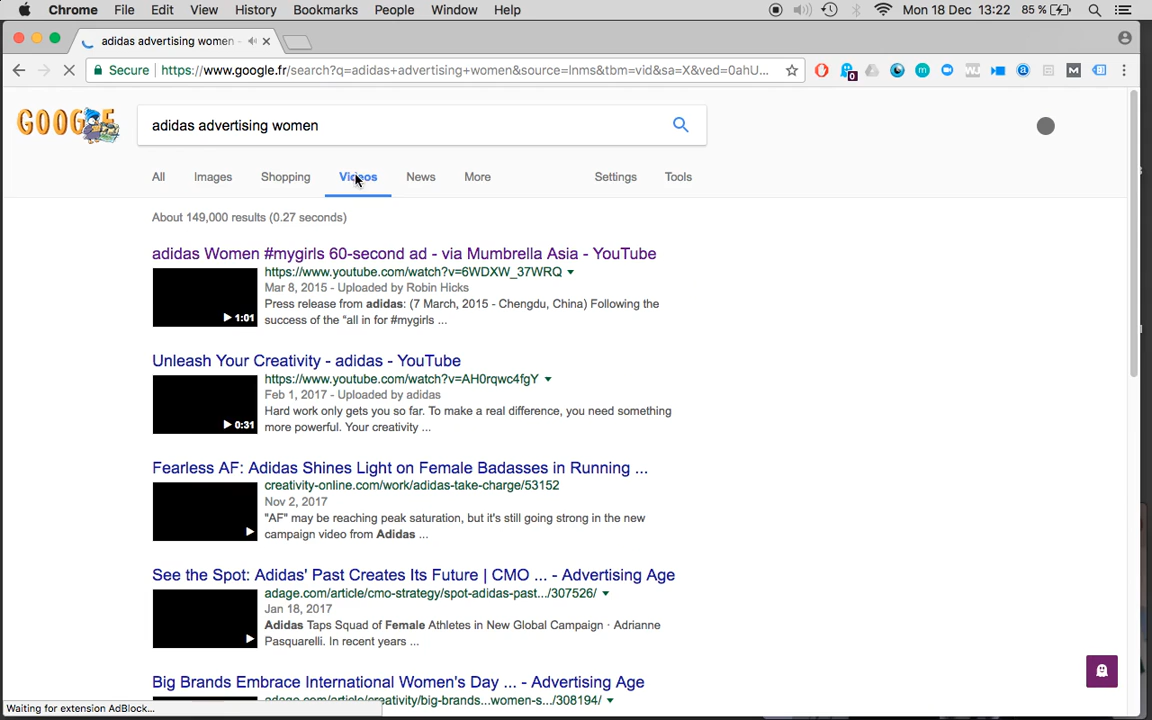 Chrome File Edit View History Bookmarks People Window Help Mon 18 Dec 13:22 85 %
adidas advertising women
Secure https://www.google.fr/search?q=adidas+advertising+women&source=lnms&tbm=vid&sa=X&ved=0ahU...
0 WU a M
GOOGLE adidas advertising women
All Images Shopping Videos News More Settings Tools
About 149,000 results (0.27 seconds)
adidas Women #mygirls 60-second ad - via Mumbrella Asia - YouTube
https://www.youtube.com/watch?v=6WDXW_37WRQ
Mar 8, 2015 - Uploaded by Robin Hicks
Press release from adidas: (7 March, 2015 - Chengdu, China) Following the
1:01 success of the "all in for #mygirls ...
Unleash Your Creativity - adidas - YouTube
https://www.youtube.com/watch?v=AH0rqwc4fgY
Feb 1, 2017 - Uploaded by adidas
Hard work only gets you so far. To make a real difference, you need something
0:31 more powerful. Your creativity ...
Fearless AF: Adidas Shines Light on Female Badasses in Running ...
creativity-online.com/work/adidas-take-charge/53152
Nov 2, 2017
"AF" may be reaching peak saturation, but it's still going strong in the new
campaign video from Adidas ...
See the Spot: Adidas' Past Creates Its Future | CMO ... - Advertising Age
adage.com/article/cmo-strategy/spot-adidas-past.../307526/
Jan 18, 2017
Adidas Taps Squad of Female Athletes in New Global Campaign · Adrianne
Pasquarelli. In recent years ...
Big Brands Embrace International Women's Day ... - Advertising Age
adage.com/article/creativity/big-brands...women-s.../308194/
Waiting for extension AdBlock...